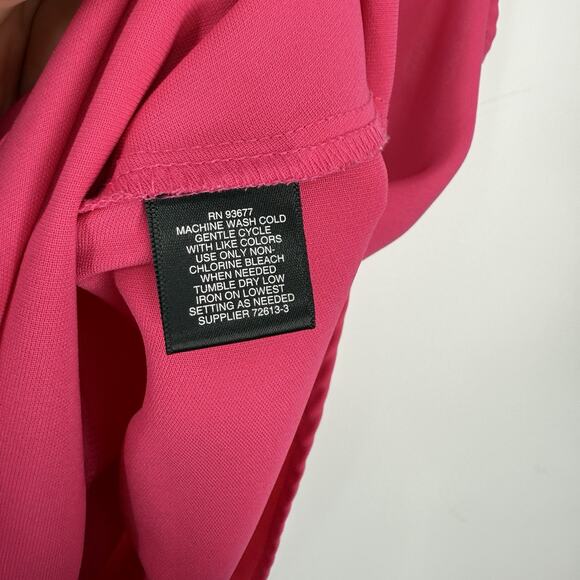 RN 93677
MACHINE WASH COLD
GENTLE CYCLE
WITH LIKE COLORS
USE ONLY NON-
CHLORINE BLEACH
WHEN NEEDED
TUMBLE DRY LOW
IRON ON LOWEST
SETTING AS NEEDED
SUPPLIER 72613-3